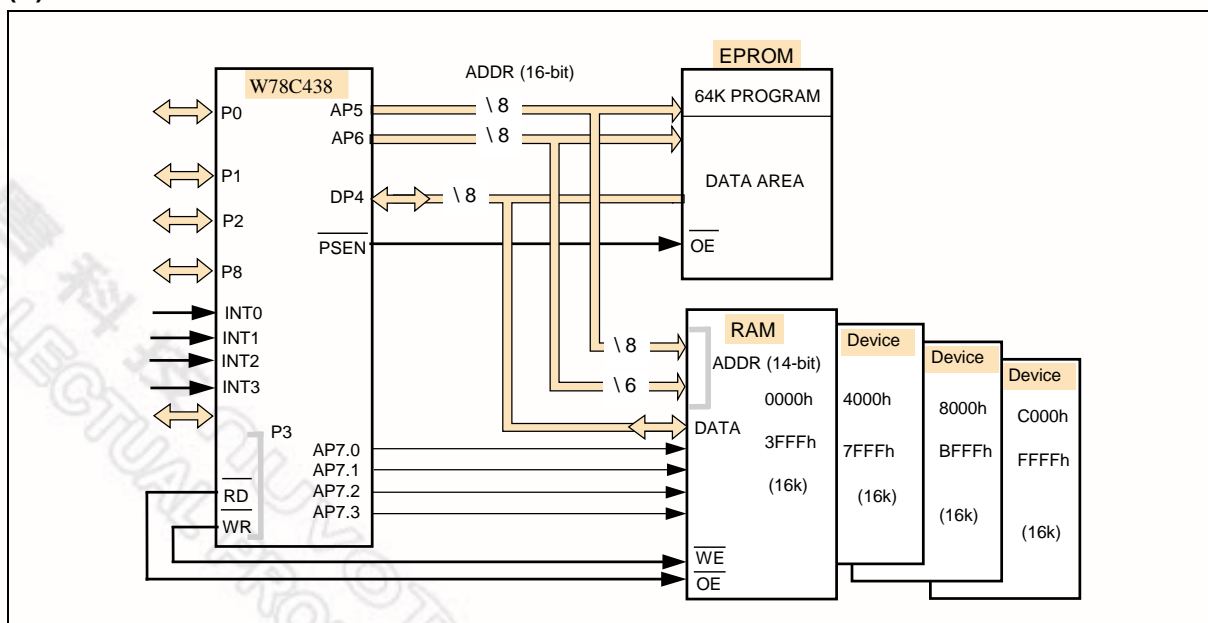 EPROM
ADDR (16-bit)
W78C438
64K PROGRAM
P0
AP5
\ 8
AP6
\ 8
P1
DATA AREA
DP4
\ 8
P2
PSEN
OE
P8
INT0
INT1
INT2
INT3
P3
RAM
Device
Device
Device
\ 8
ADDR (14-bit)
\ 6
0000h
4000h
8000h
C000h
DATA
3FFFh
7FFFh
BFFFh
FFFFh
AP7.0
AP7.1
AP7.2
AP7.3
(16k)
(16k)
(16k)
(16k)
RD
WR
WE
OE